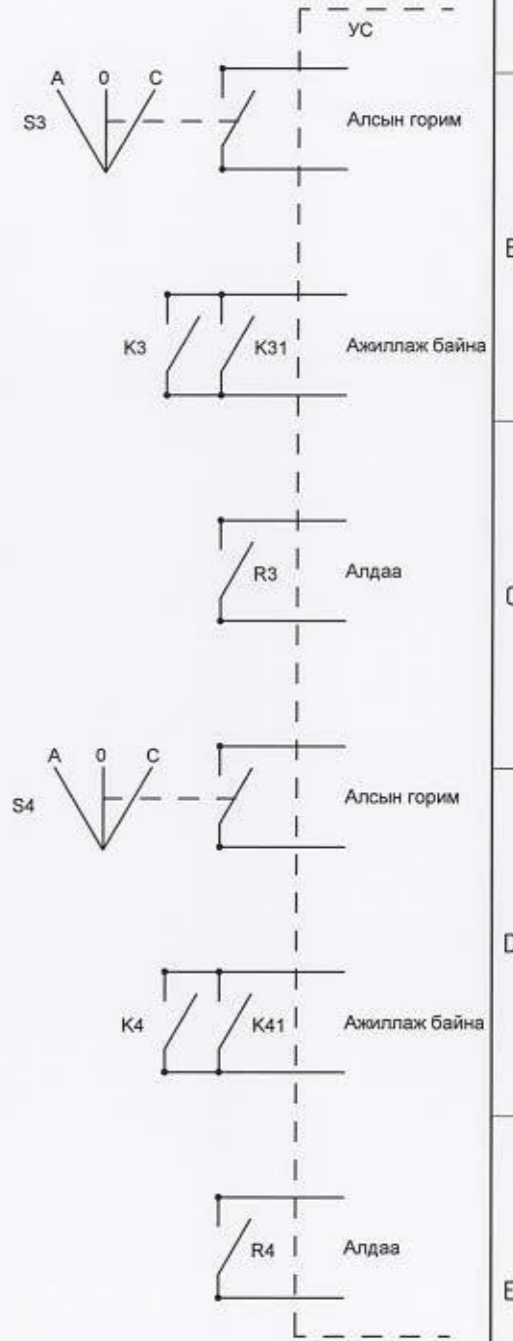 УС
A 0 C
S3
Алсын горим
B
K3 K31 Ажиллаж байна
R3 Алдаа
C
A 0 C
S4
Алсын горим
D
K4 K41 Ажиллаж байна
R4 Алдаа
E